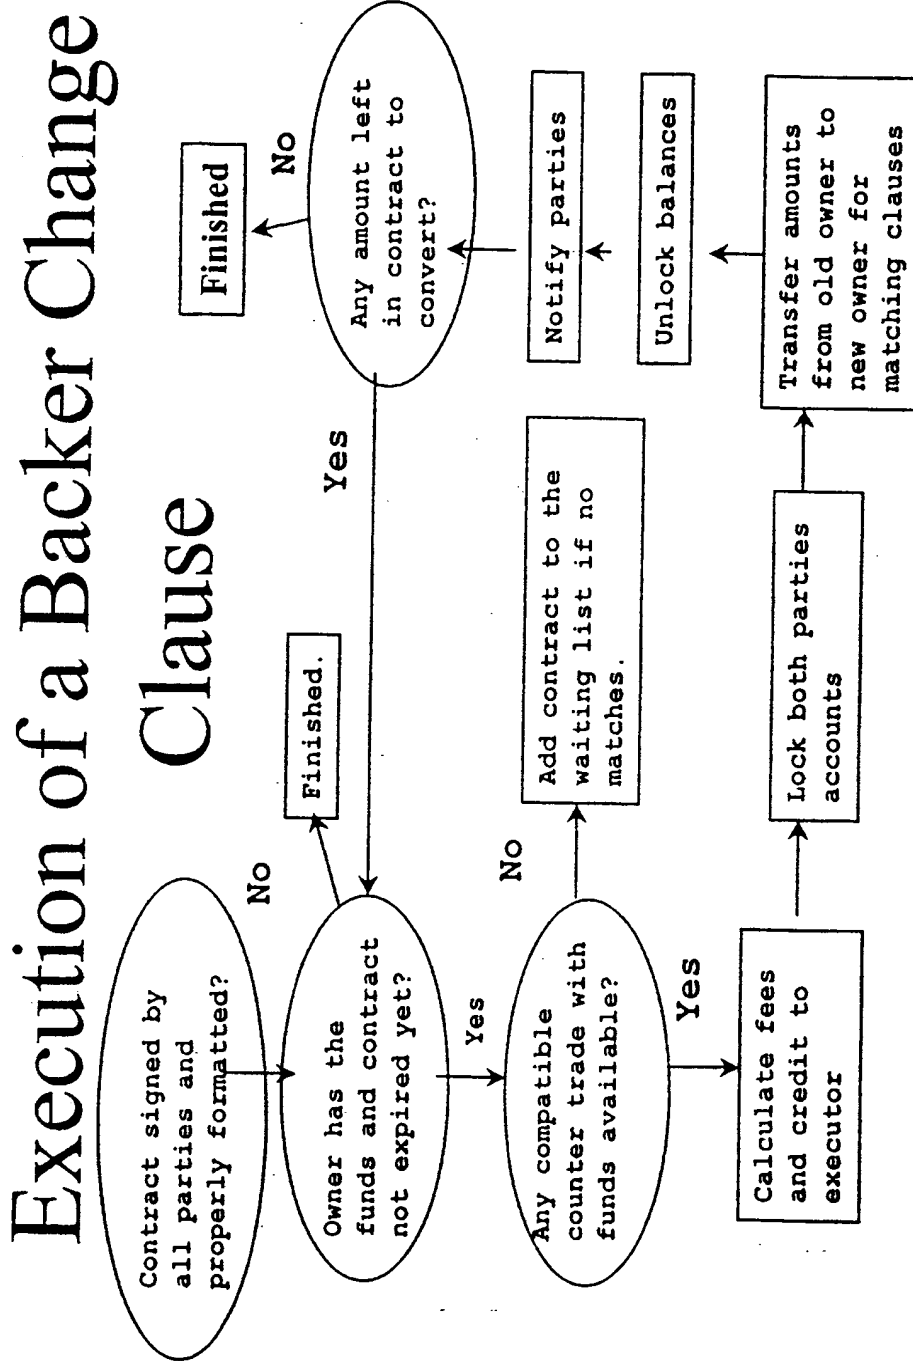 Execution of a Backer Change
Clause
Contract signed by
all parties and
properly formatted?
No
Finished.
Owner has the
funds and contract
not expired yet?
Yes
Any compatible
counter trade with
funds available?
No
Add contract to the
waiting list if no
matches.
Yes
Calculate fees
and credit to
executor
Lock both parties
accounts
Transfer amounts
from old owner to
new owner for
matching clauses
Unlock balances
Notify parties
Any amount left
in contract to
convert?
Yes
No
Finished